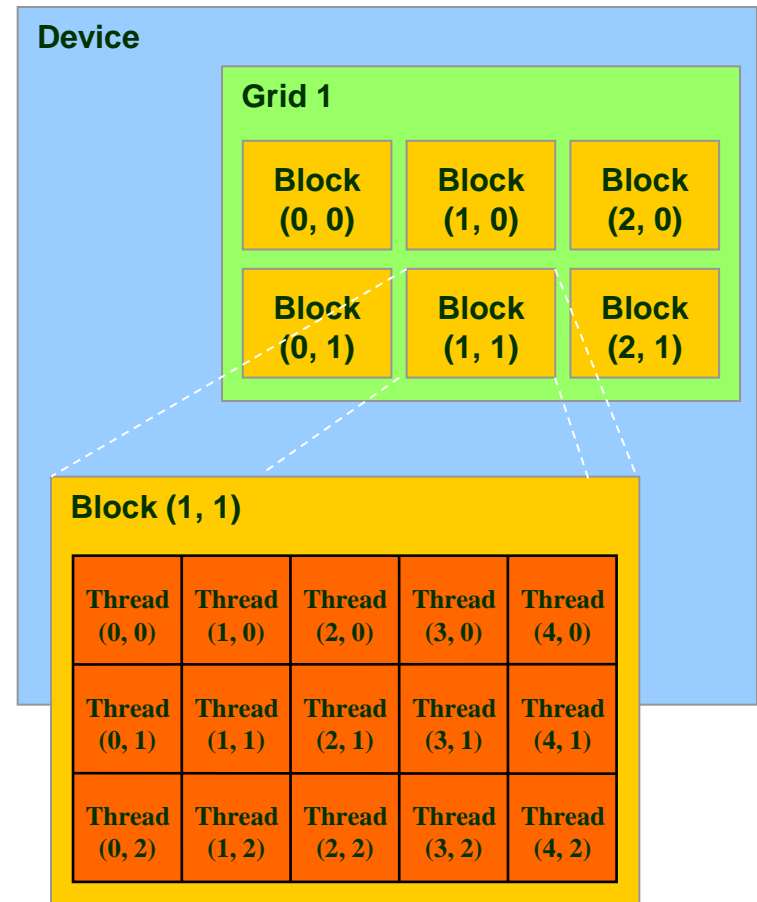 Device
Grid 1
Block Block Block
(0, 0) (1, 0) (2, 0)
Block Block Block
(0, 1) (1, 1) (2, 1)
Block (1, 1)
Thread Thread Thread Thread Thread
(0, 0) (1, 0) (2, 0) (3, 0) (4, 0)
Thread Thread Thread Thread Thread
(0, 1) (1, 1) (2, 1) (3, 1) (4, 1)
Thread Thread Thread Thread Thread
(0, 2) (1, 2) (2, 2) (3, 2) (4, 2)